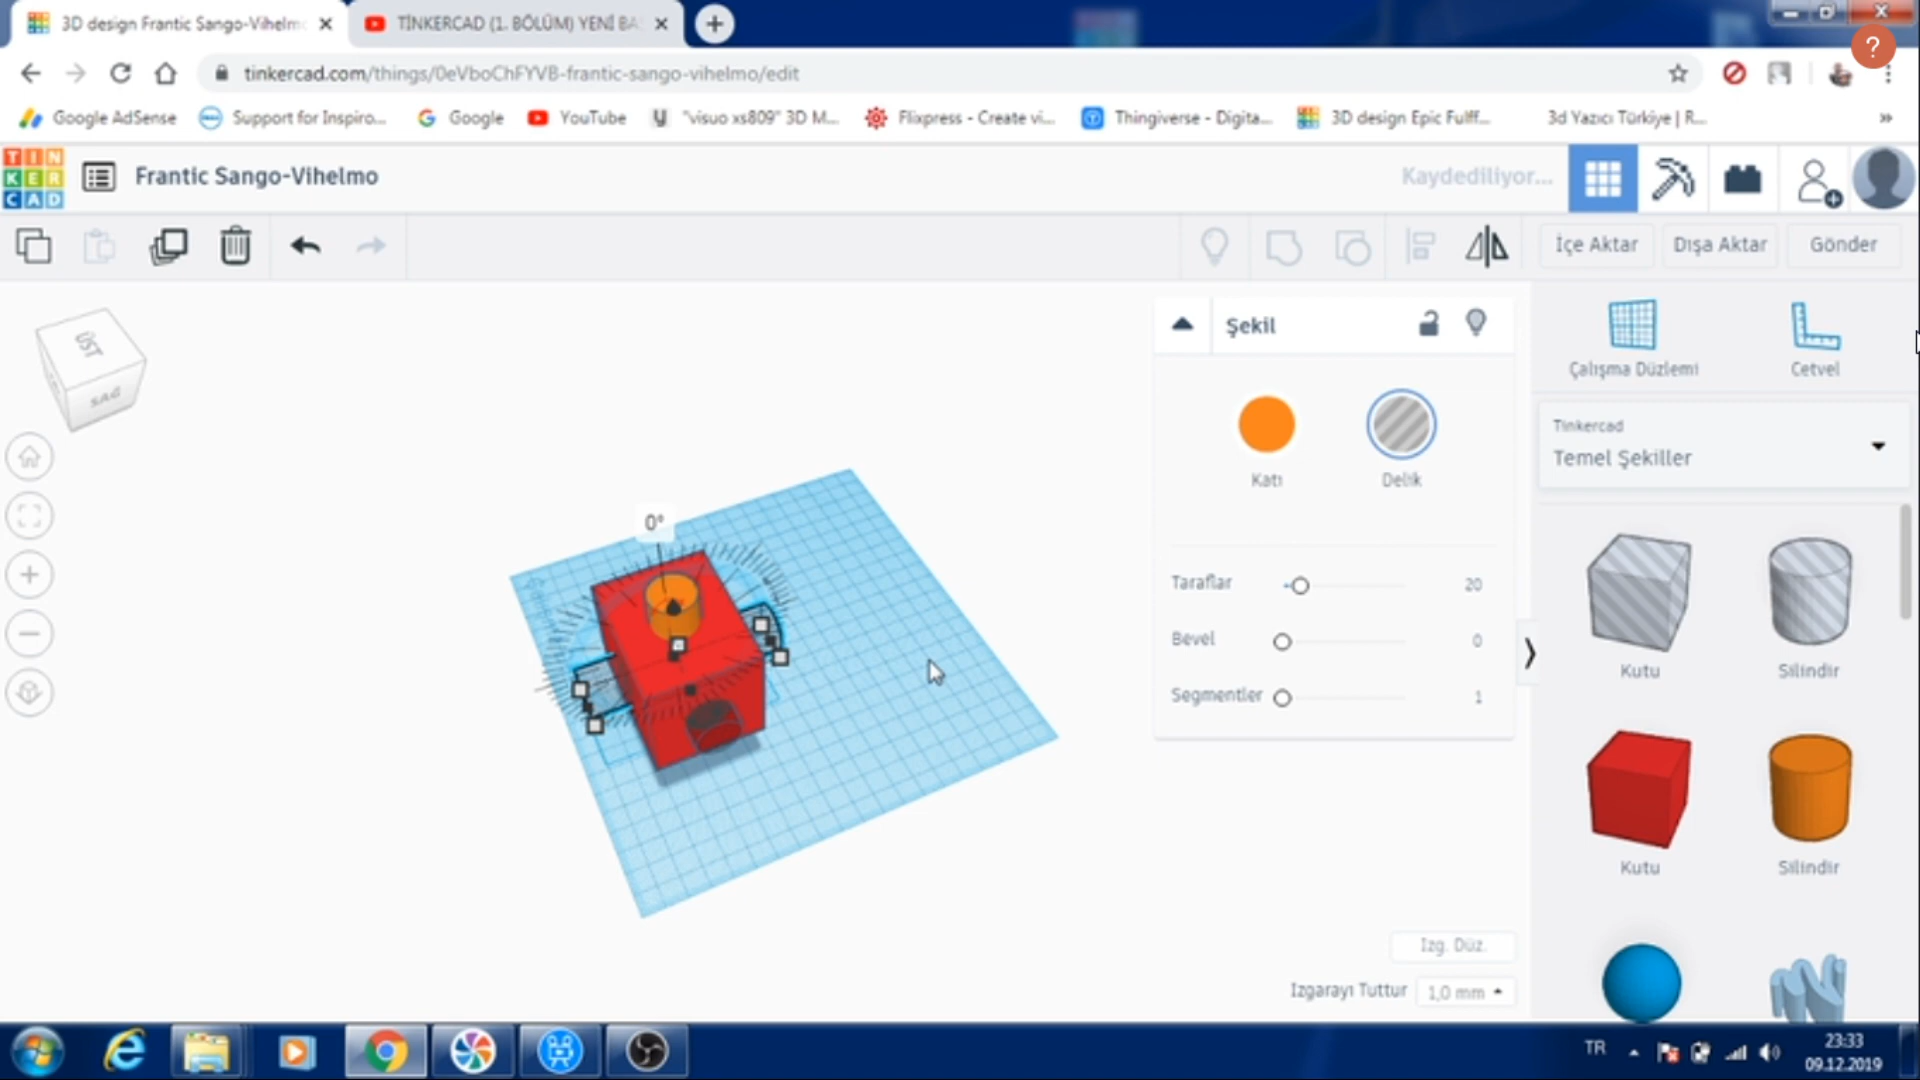 3D design Frantic Sango-Vihelm
TİNKERCAD (1. BÖLÜM) YENİ BA
tinkercad.com/things/0eVboChFYVB-frantic-sango-vihelmo/edit
Google AdSense
Support for Inspiro...
Google
YouTube
"visuo xs809" 3D M...
Flixpress - Create vi...
Thingiverse - Digita...
3D design Epic Fulff...
3d Yazıcı Türkiye | R...
TIN
KER
CAD
Frantic Sango-Vihelmo
Kaydediliyor...
İçe Aktar
Dışa Aktar
Gönder
ÜST
SAĞ
Şekil
Katı
Delik
Taraflar
20
Bevel
0
Segmentler
1
0°
Çalışma Düzlemi
Cetvel
Tinkercad
Temel Şekiller
Kutu
Silindir
Kutu
Silindir
Izg. Düz.
Izgarayı Tuttur
1,0 mm
TR
23:33
09.12.2019
?